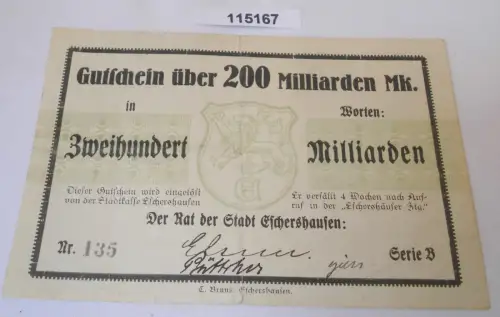 115167
Gutschein über 200 Milliarden Mk.
in Worten:
Zweihundert Milliarden
Dieser Gutschein wird eingelöst
von der Stadtkasse Eschershausen
Er verfällt 4 Wochen nach Auf-
ruf in der „Eschershäuser Ztg.“
Der Rat der Stadt Eschershausen:
Nr. 135
Serie B
C. Bruns, Eschershausen.